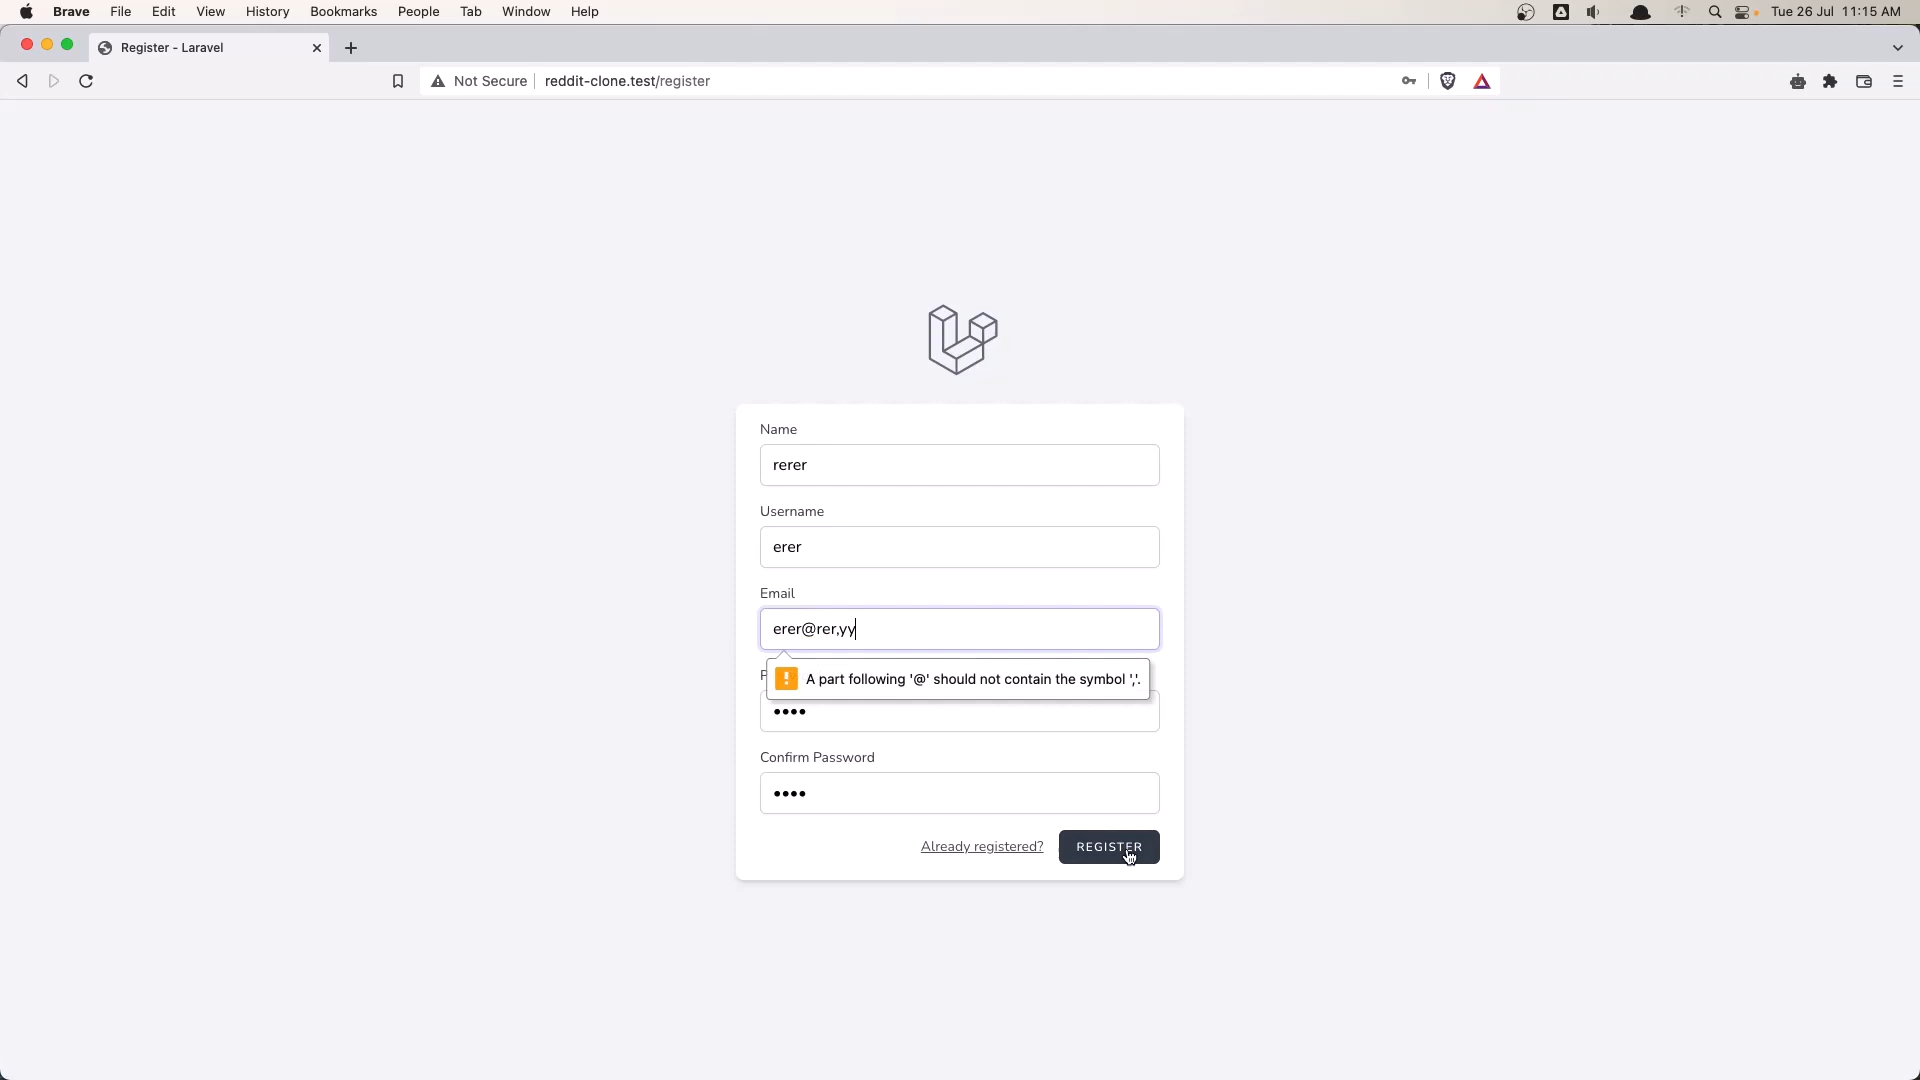 Brave File Edit View History Bookmarks People Tab Window Help Tue 26 Jul 11:15 AM
Register - Laravel
Not Secure reddit-clone.test/register
Name
rerer
Username
erer
Email
erer@rer,yy
P
A part following '@' should not contain the symbol ','.
••••
Confirm Password
••••
Already registered? REGISTER